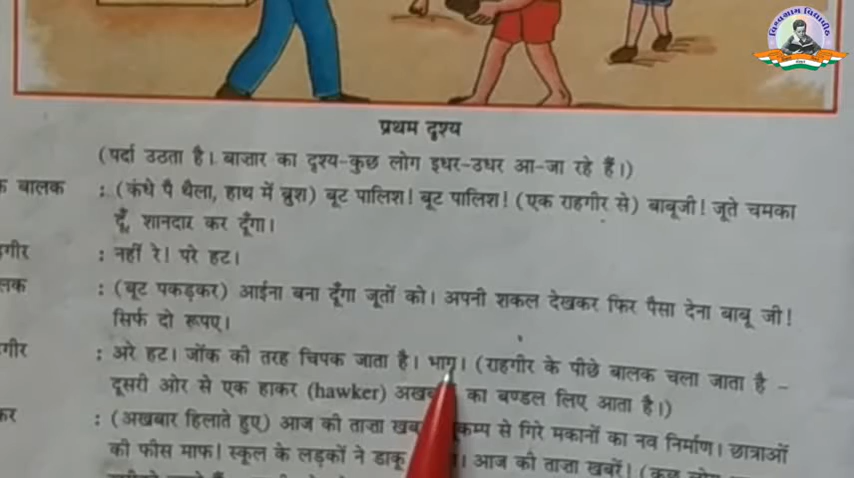 विश्वग्राम विद्यापीठ
प्रथम दृश्य
(पर्दा उठता है। बाज़ार का दृश्य-कुछ लोग इधर-उधर आ-जा रहे हैं।)
क बालक : (कंधे पै थैला, हाथ में ब्रुश) बूट पालिश! बूट पालिश! (एक राहगीर से) बाबूजी! जूते चमका
दूँ, शानदार कर दूँगा।
गीर : नहीं रे! परे हट।
लक : (बूट पकड़कर) आईना बना दूँगा जूतों को। अपनी शकल देखकर फिर पैसा देना बाबू जी!
सिर्फ दो रूपए।
गीर : अरे हट। जोंक की तरह चिपक जाता है। भाग। (राहगीर के पीछे बालक चला जाता है –
दूसरी ओर से एक हाकर (hawker) का बण्डल लिए आता है।)
कर : (अखबार हिलाते हुए) आज की ताज़ा से गिरे मकानों का नव निर्माण। छात्राओं
की फीस माफ! स्कूल के लड़कों ने डाकू । आज की ताज़ा खबरें! (कुछ लोग